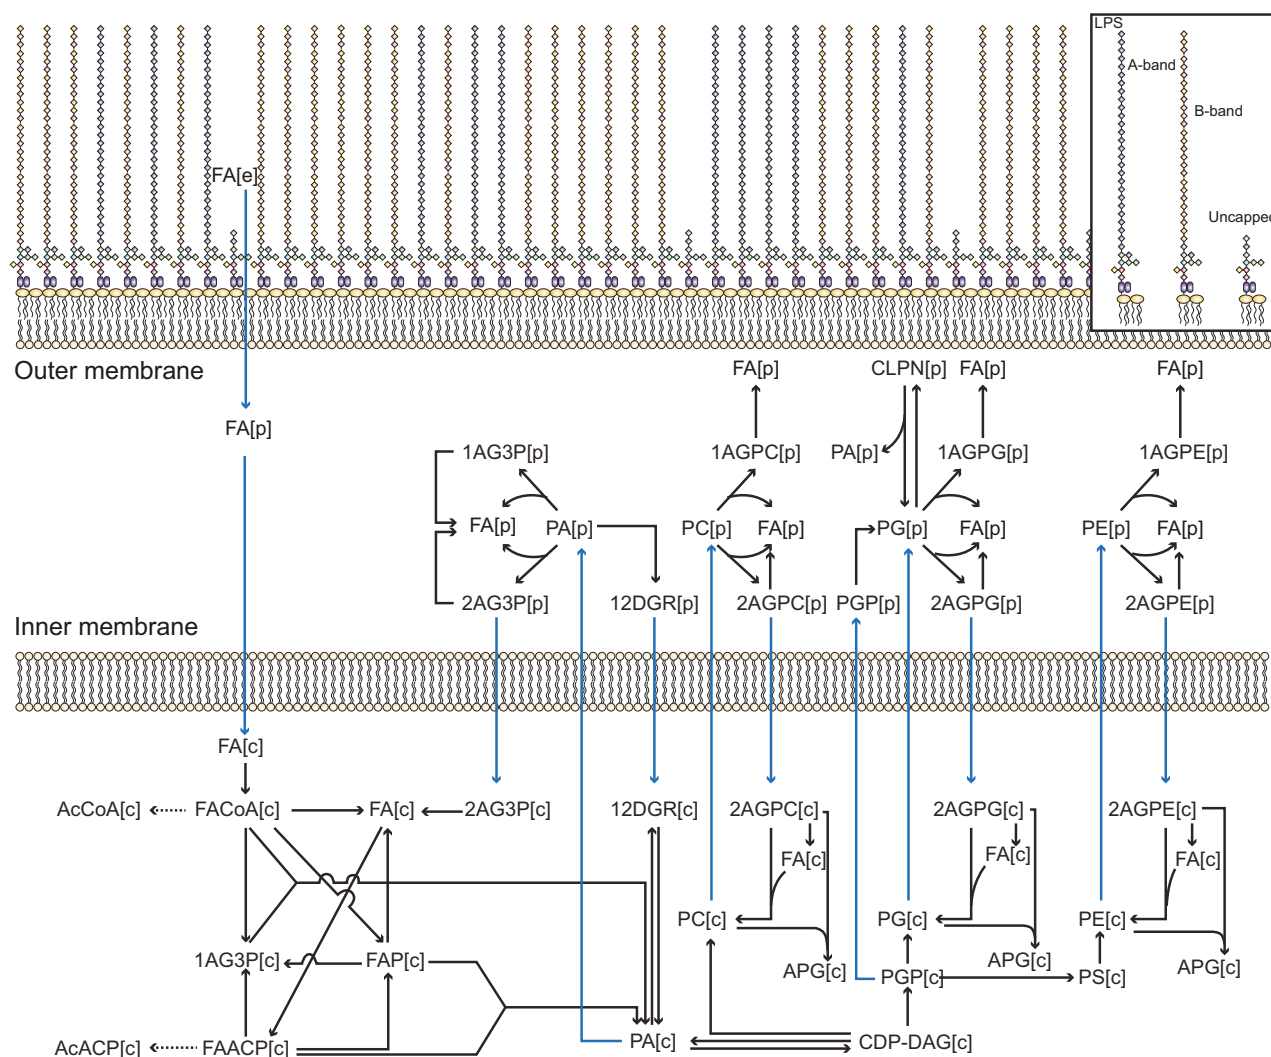 LPS
A-band
B-band
Uncapped
FA[e]
Outer membrane
FA[p] CLPN[p] FA[p] FA[p]
FA[p]
1AG3P[p] 1AGPC[p] PA[p] 1AGPG[p] 1AGPE[p]
FA[p] PA[p] PC[p] FA[p] PG[p] FA[p] PE[p] FA[p]
2AG3P[p] 12DGR[p] 2AGPC[p] PGP[p] 2AGPG[p] 2AGPE[p]
Inner membrane
FA[c]
AcCoA[c] FACoA[c] FA[c] 2AG3P[c] 12DGR[c] 2AGPC[c] 2AGPG[c] 2AGPE[c]
FA[c] FA[c] FA[c]
PC[c] PG[c] PE[c]
1AG3P[c] FAP[c] APG[c] APG[c] APG[c]
PGP[c] PS[c]
AcACP[c] FAACP[c] PA[c] CDP-DAG[c]